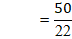 = 50/22